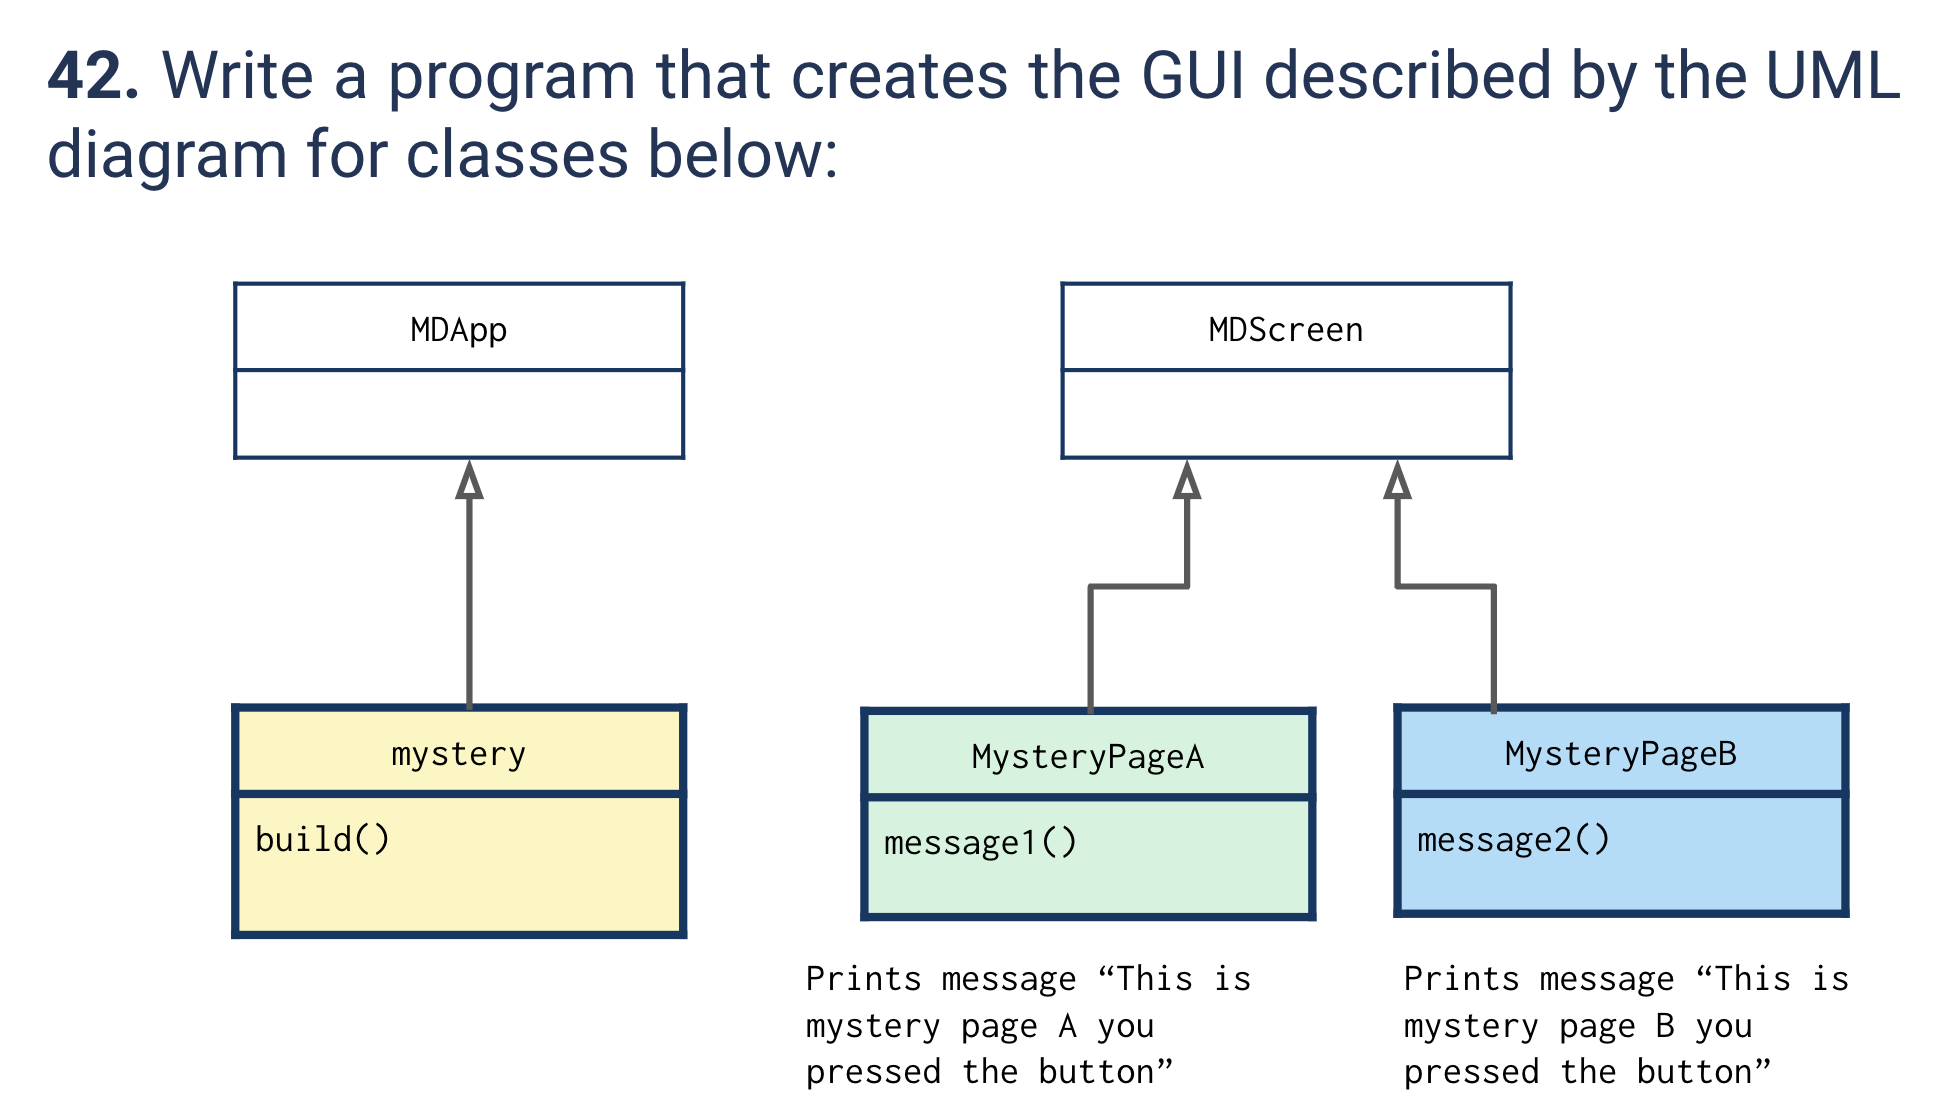 42. Write a program that creates the GUI described by the UML
diagram for classes below:
MDApp
MDScreen
mystery
build()
MysteryPageA
message1()
MysteryPageB
message2()
Prints message “This is
mystery page A you
pressed the button”
Prints message “This is
mystery page B you
pressed the button”